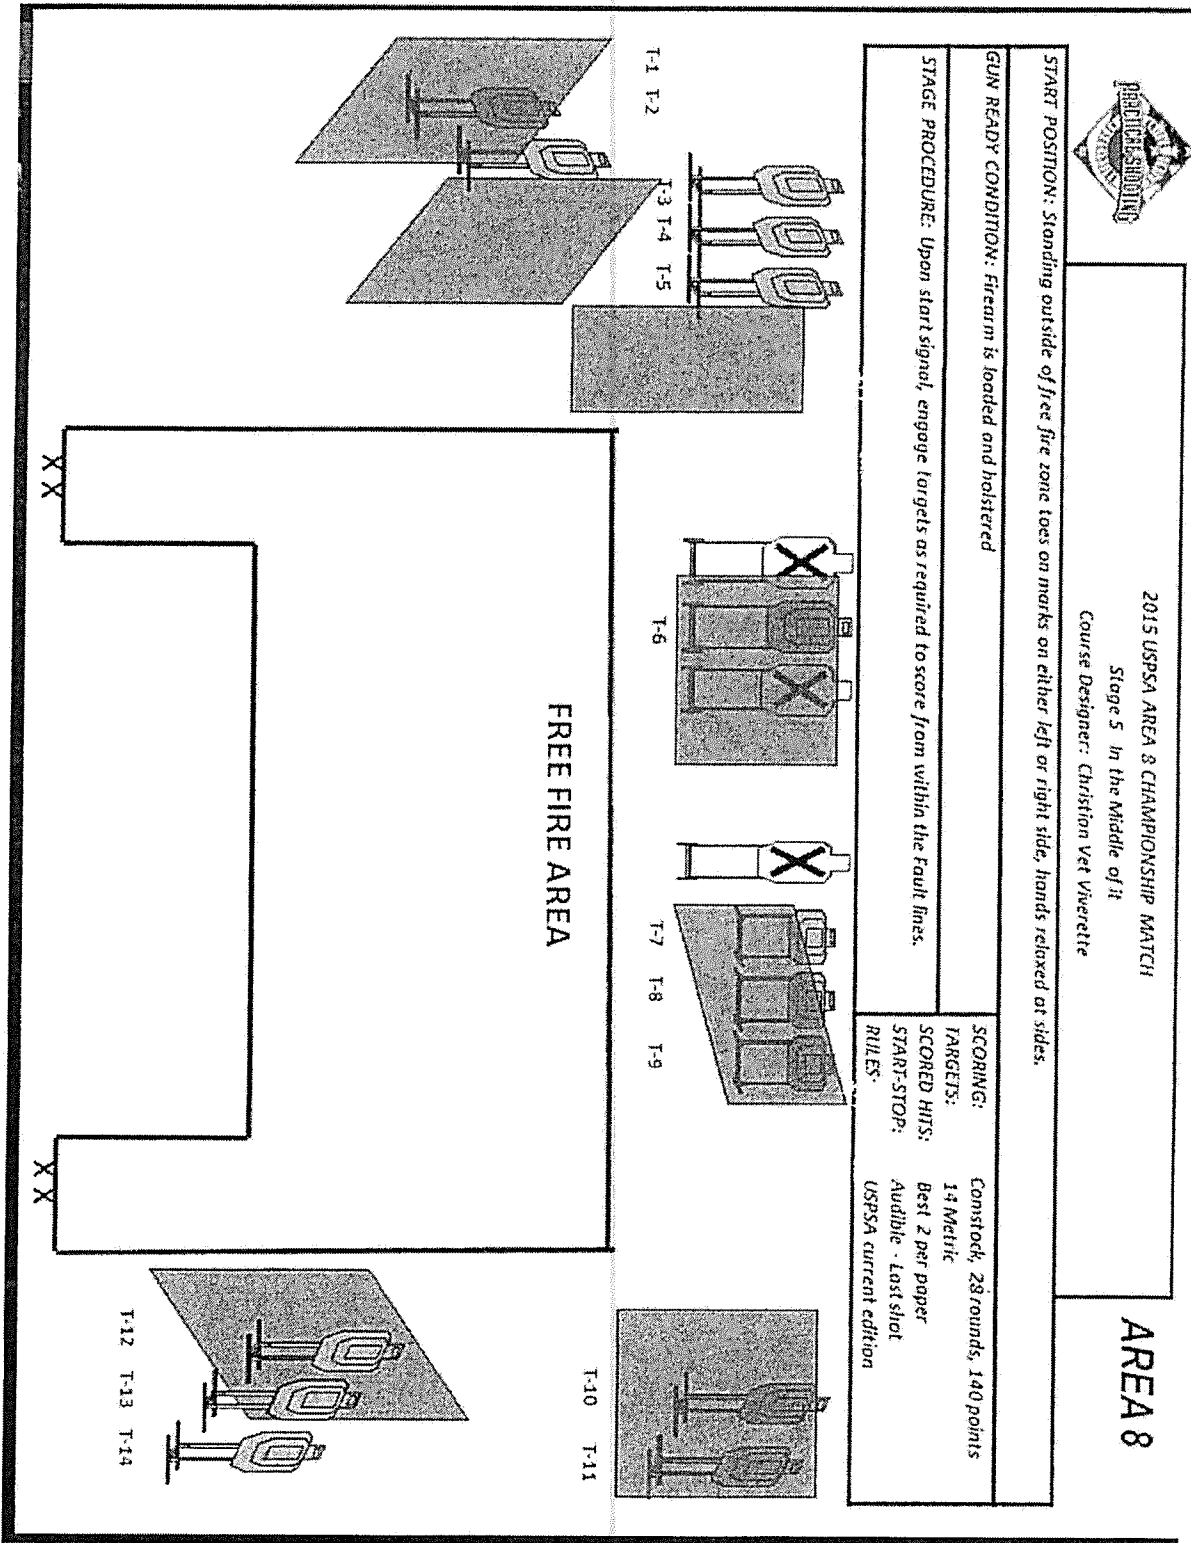 PRACTICAL SHOOTING
2015 USPSA AREA 8 CHAMPIONSHIP MATCH
Stage 5 In the Middle of it
Course Designer: Christian Vet Viverette
AREA 8
START POSITION: Standing outside of free fire zone toes on marks on either left or right side, hands relaxed at sides.
GUN READY CONDITION: Firearm is loaded and holstered
STAGE PROCEDURE: Upon start signal, engage targets as required to score from within the Fault lines.
SCORING: Comstock, 28 rounds, 140 points
TARGETS: 14 Metric
SCORED HITS: Best 2 per paper
START-STOP: Audible - Last shot
RULES: USPSA current edition
T-1 T-2
T-3 T-4 T-5
T-6
T-7 T-8 T-9
T-10 T-11
T-12 T-13 T-14
FREE FIRE AREA
X X
X X